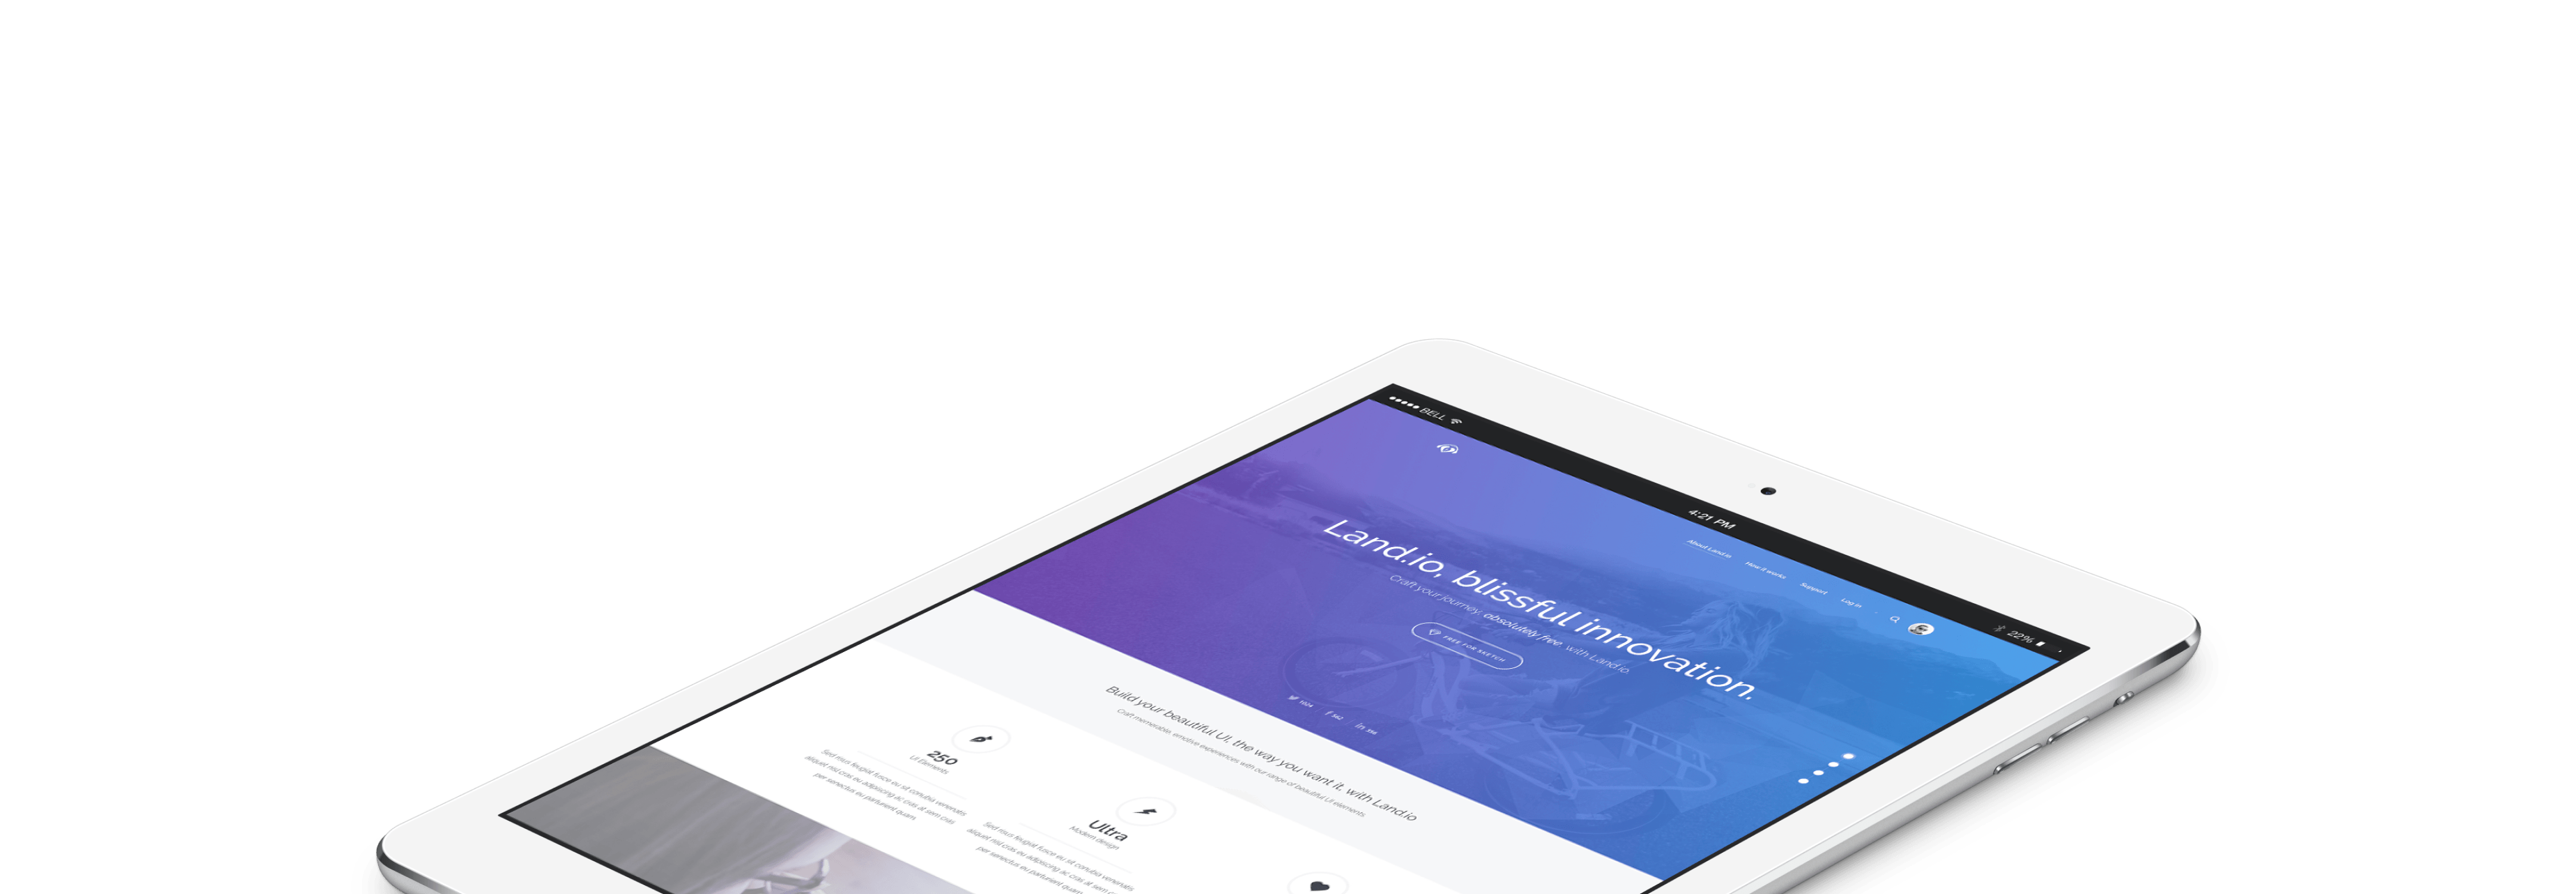 BELL
4:21 PM
22%
About Land.io
How it works
Support
Log in
Land.io, blissful innovation.
Craft your journey, absolutely free, with Land.io.
FREE FOR SKETCH
1024
562
Build your beautiful UI, the way you want it, with Land.io
Craft memorable, emotive experiences with our range of beautiful UI elements.
250
UI Elements
Sed risus feugiat fusce eu sit conubia venenatis
aliquet nisl cras eu adipiscing ac cras at sem cras
per senectus eu parturient quam.
Ultra
Modern design
Sed risus feugiat fusce eu sit conubia venenatis
aliquet nisl cras eu adipiscing ac cras at sem
per senectus eu parturient quam